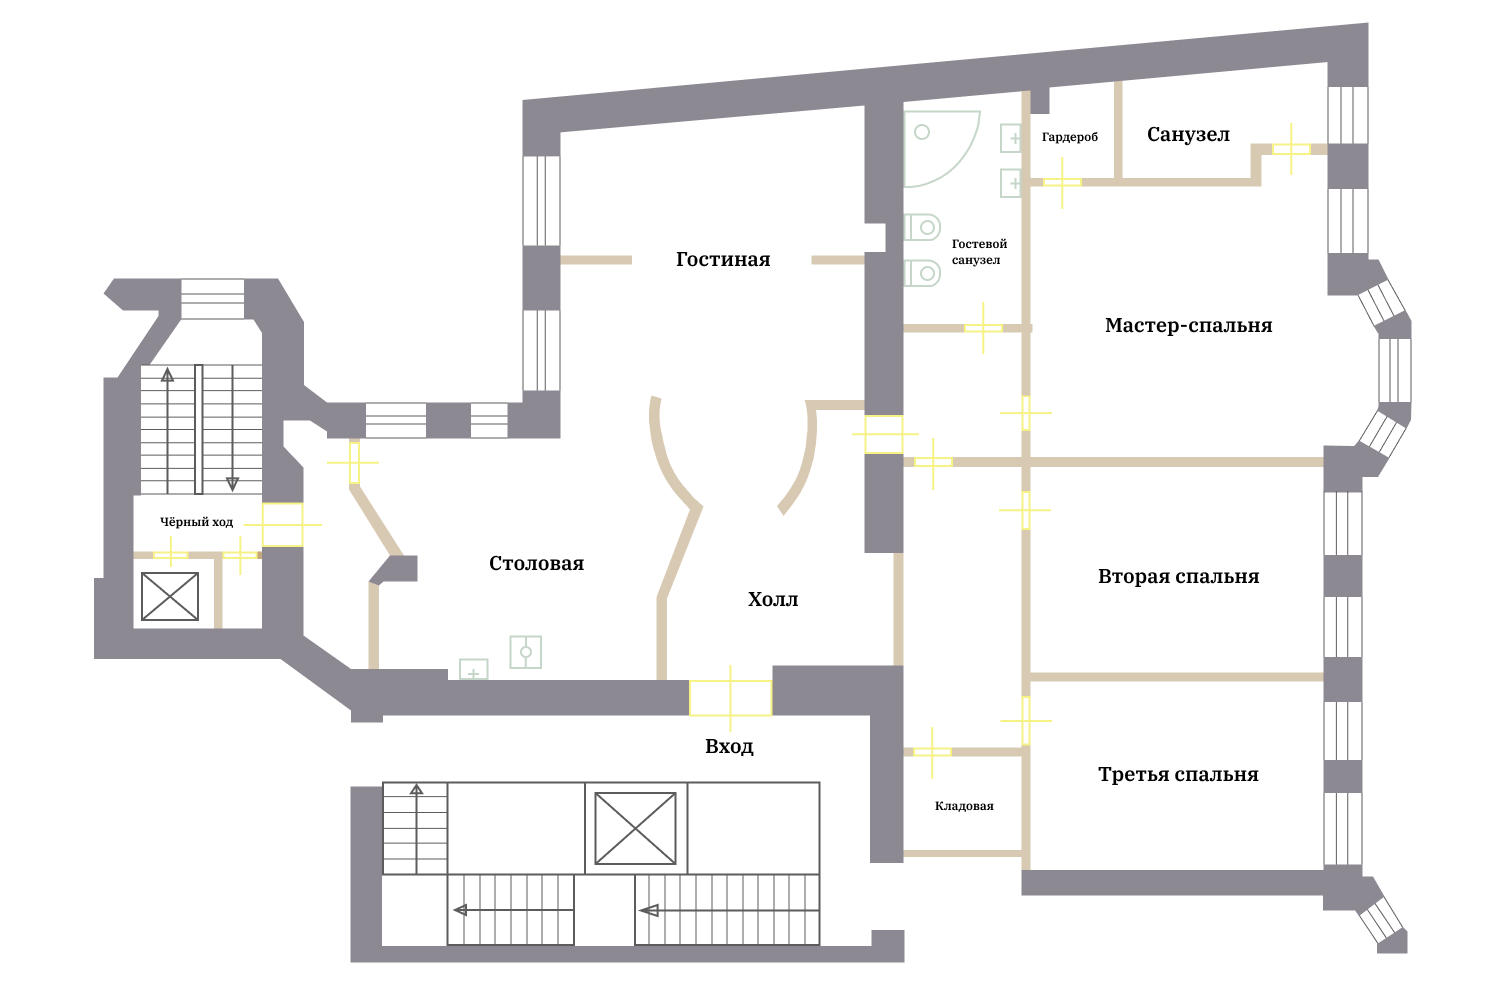 Гардероб
Санузел
Гостевой
санузел
Гостиная
Мастер-спальня
Чёрный ход
Столовая
Холл
Вторая спальня
Вход
Третья спальня
Кладовая